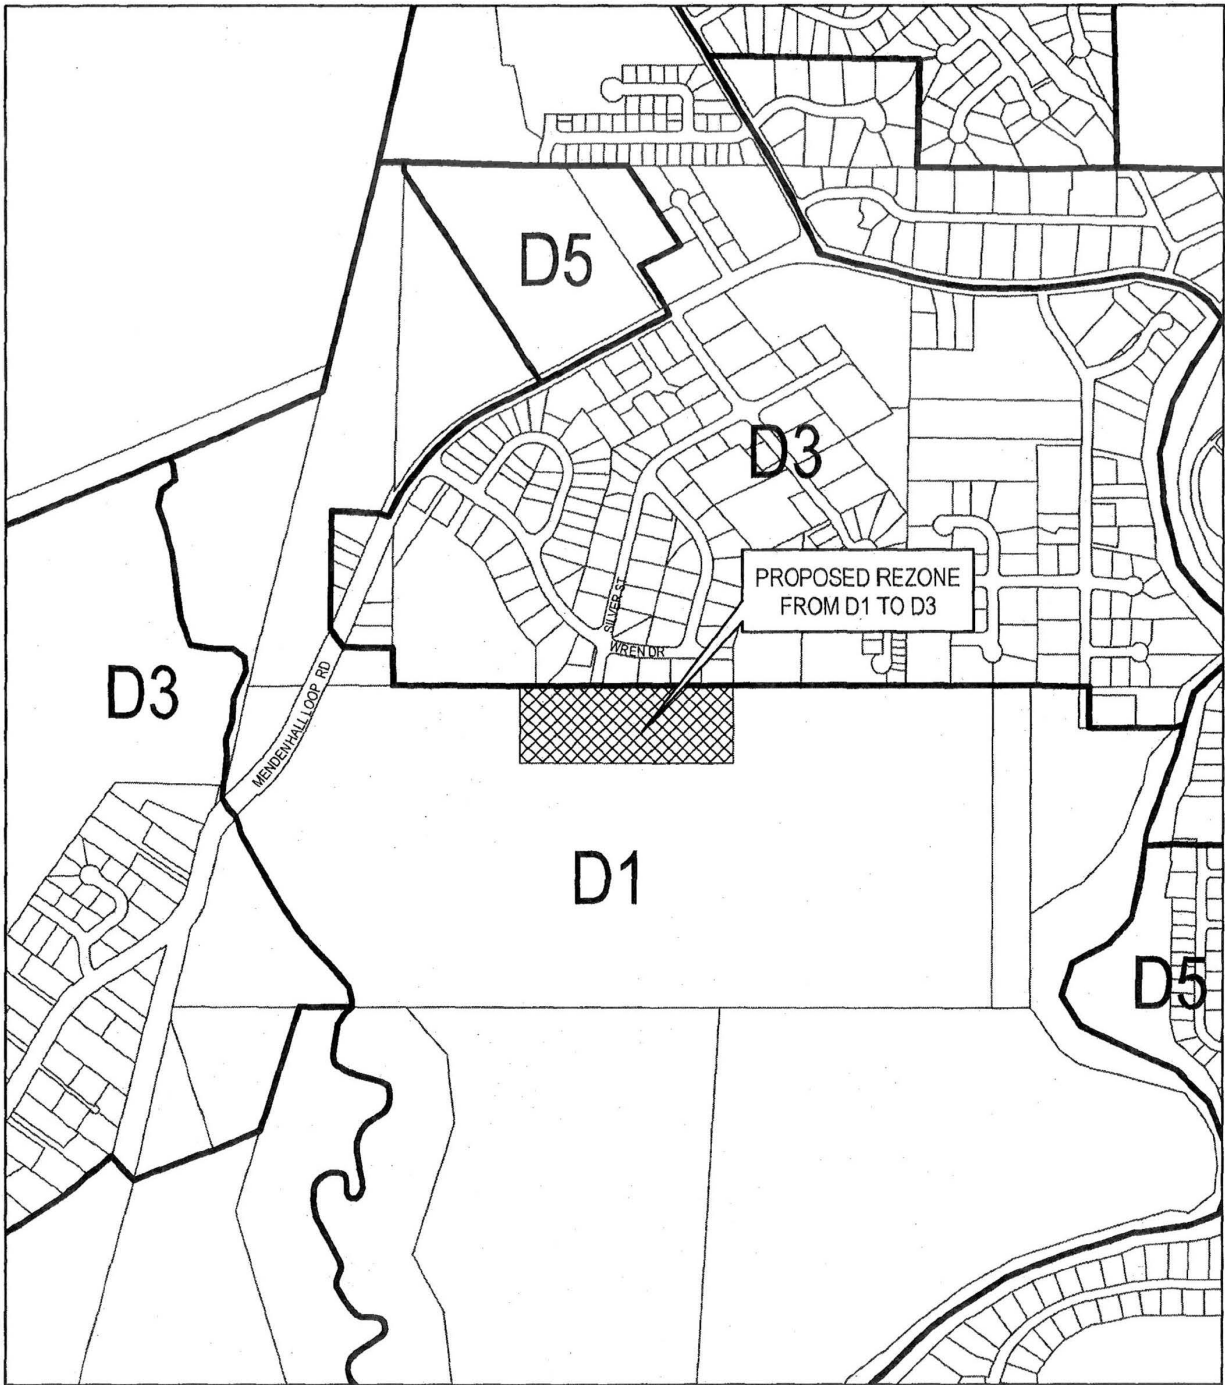 D5
D3
PROPOSED REZONE
FROM D1 TO D3
SILVER ST
WREN DR
D3
MENDENHALL LOOP RD
D1
D5